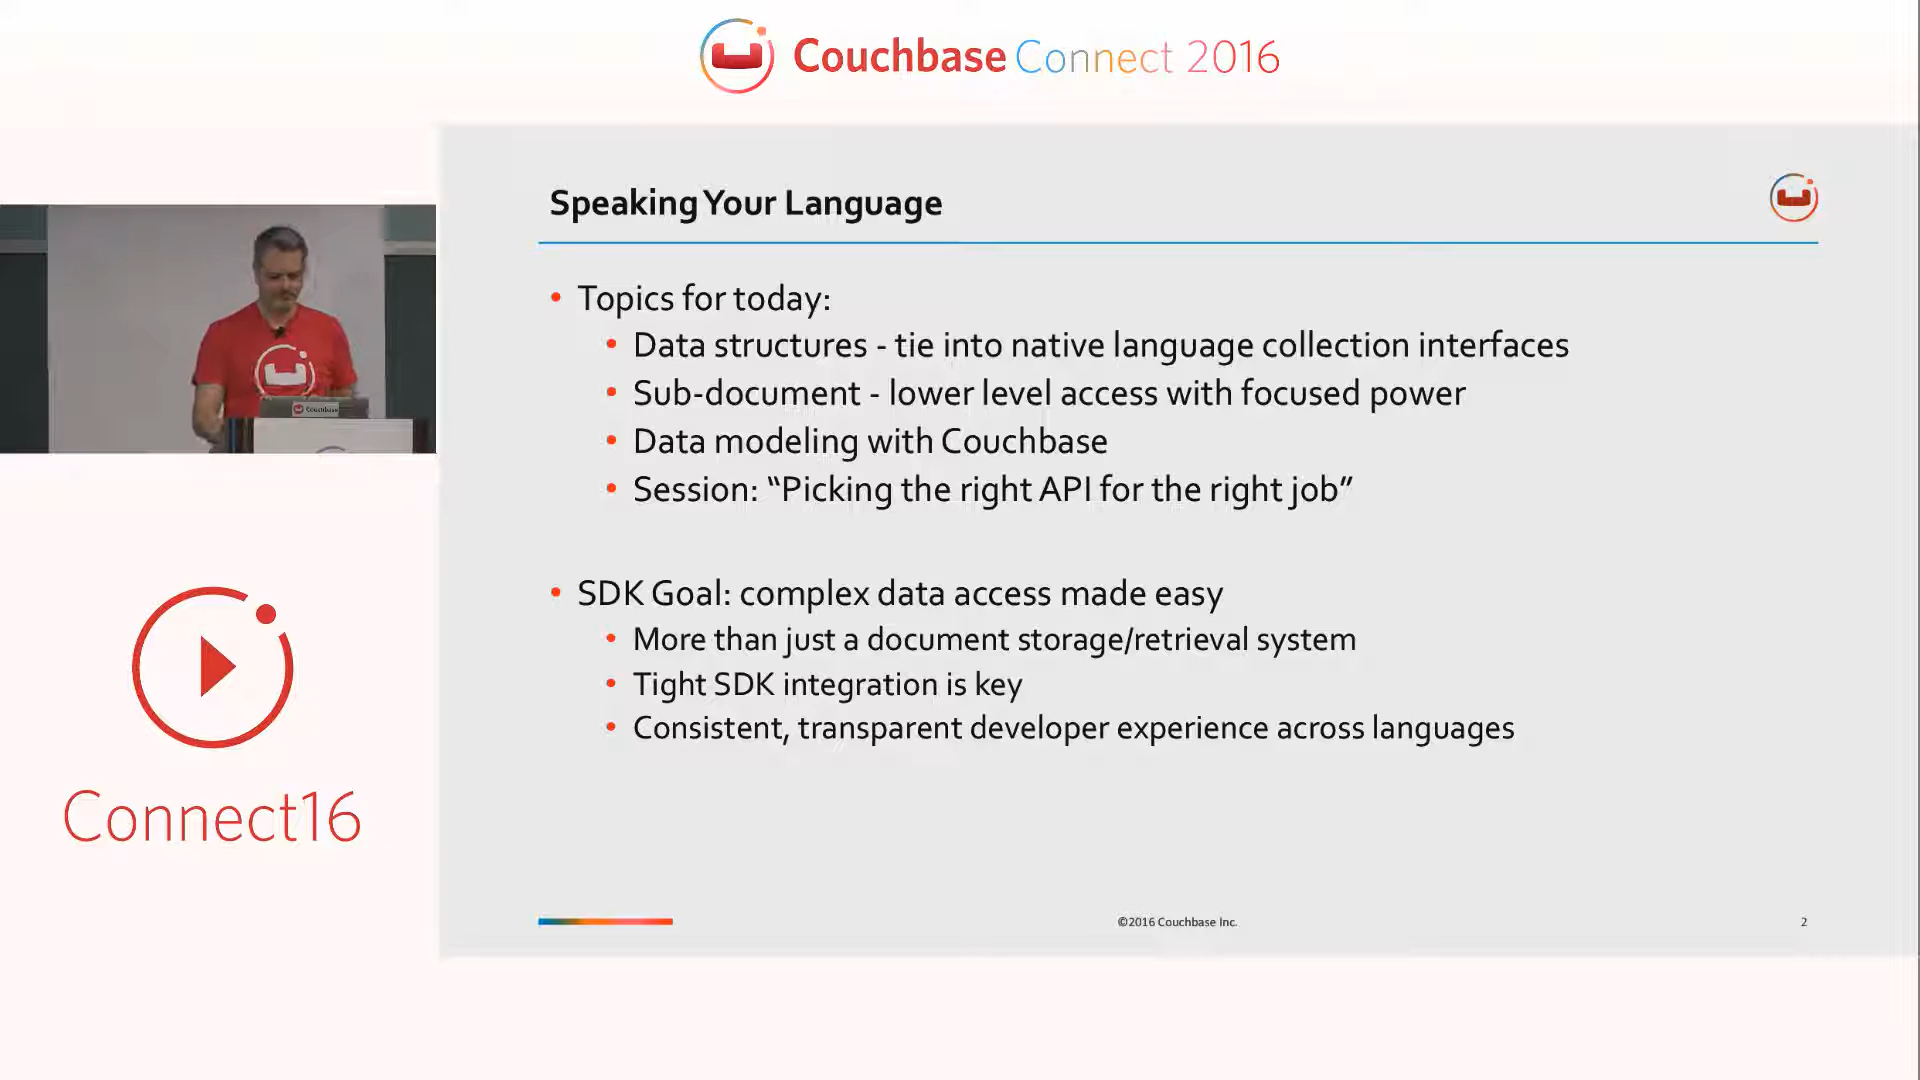 Couchbase Connect 2016
Speaking Your Language
• Topics for today:
• Data structures - tie into native language collection interfaces
• Sub-document - lower level access with focused power
• Data modeling with Couchbase
• Session: “Picking the right API for the right job”
• SDK Goal: complex data access made easy
• More than just a document storage/retrieval system
• Tight SDK integration is key
• Consistent, transparent developer experience across languages
Couchbase
Connect16
©2016 Couchbase Inc.
2